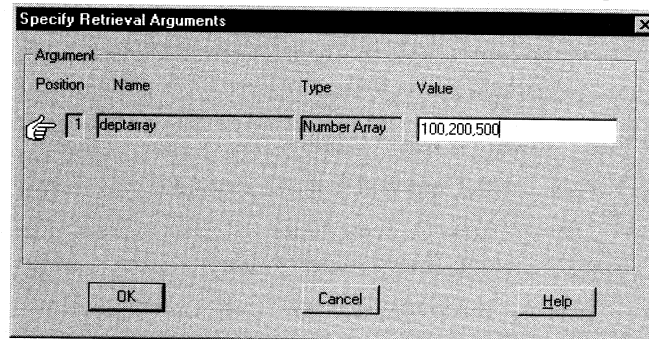 Specify Retrieval Arguments
Argument
Position Name Type Value
1 deptarray Number Array 100,200,500
OK Cancel Help